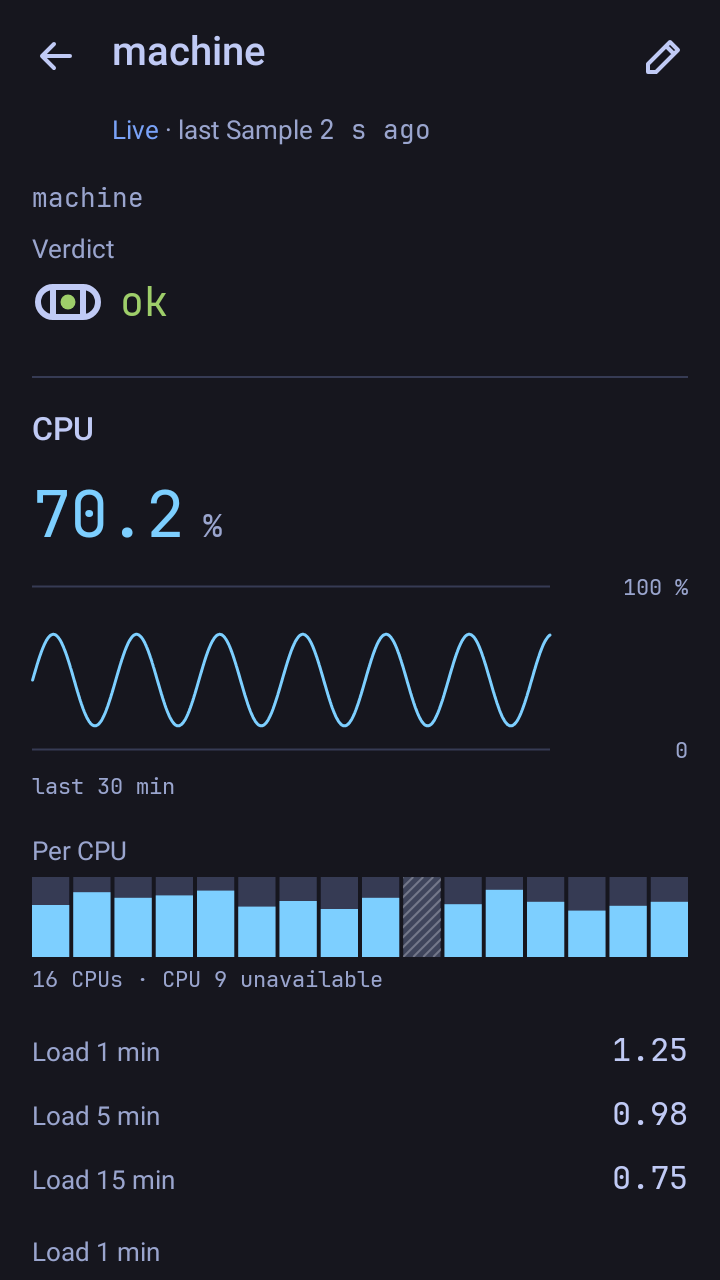 machine
Live · last Sample 2 s ago
machine
Verdict
ok
CPU
70.2 %
100 %
0
last 30 min
Per CPU
16 CPUs · CPU 9 unavailable
Load 1 min 1.25
Load 5 min 0.98
Load 15 min 0.75
Load 1 min